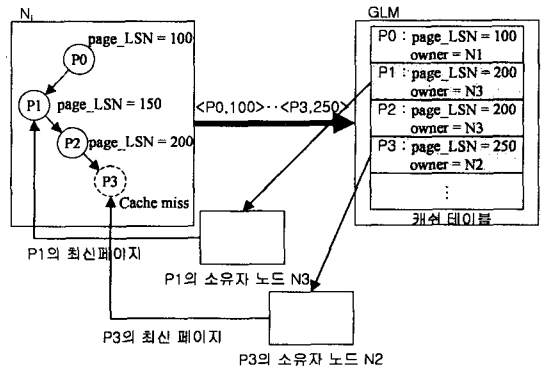 Ni
GLM
page_LSN = 100
P0
P1
page_LSN = 150
P2
page_LSN = 200
P3
Cache miss
<P0,100>··<P3,250>
P0 : page_LSN = 100
owner = N1
P1 : page_LSN = 200
owner = N3
P2 : page_LSN = 200
owner = N3
P3 : page_LSN = 250
owner = N2
⋮
캐쉬 테이블
P1의 최신페이지
P1의 소유자 노드 N3
P3의 최신 페이지
P3의 소유자 노드 N2